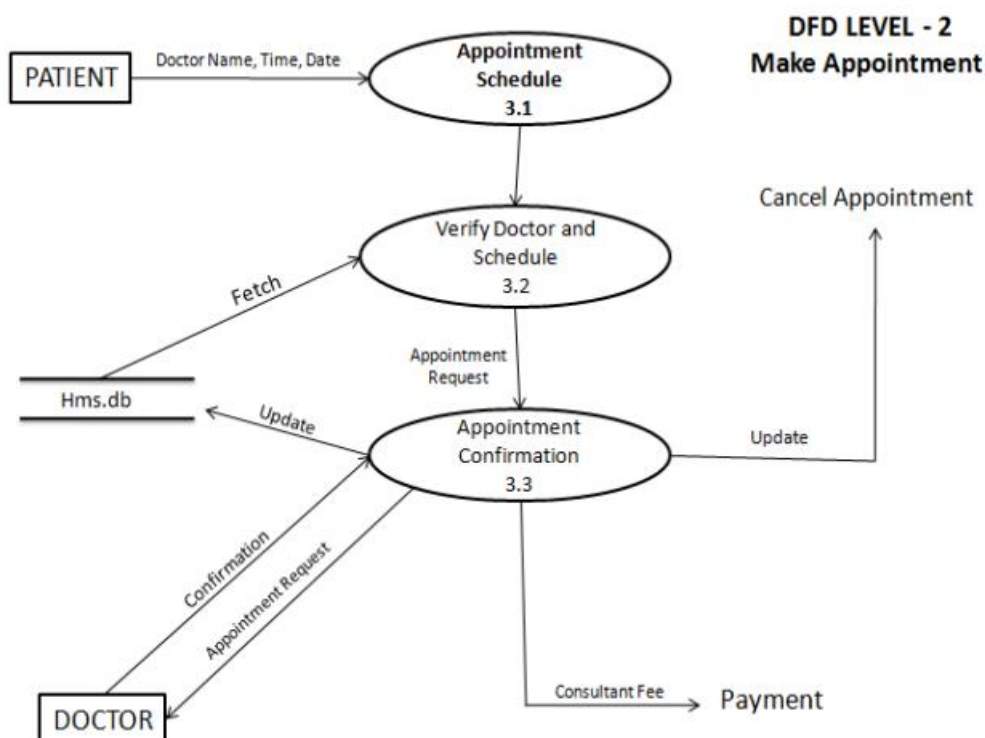 DFD LEVEL - 2
Make Appointment
PATIENT
Doctor Name, Time, Date
Appointment
Schedule
3.1
Cancel Appointment
Verify Doctor and
Schedule
3.2
Fetch
Appointment
Request
Hms.db
Update
Appointment
Confirmation
3.3
Update
Confirmation
Appointment Request
Consultant Fee
Payment
DOCTOR